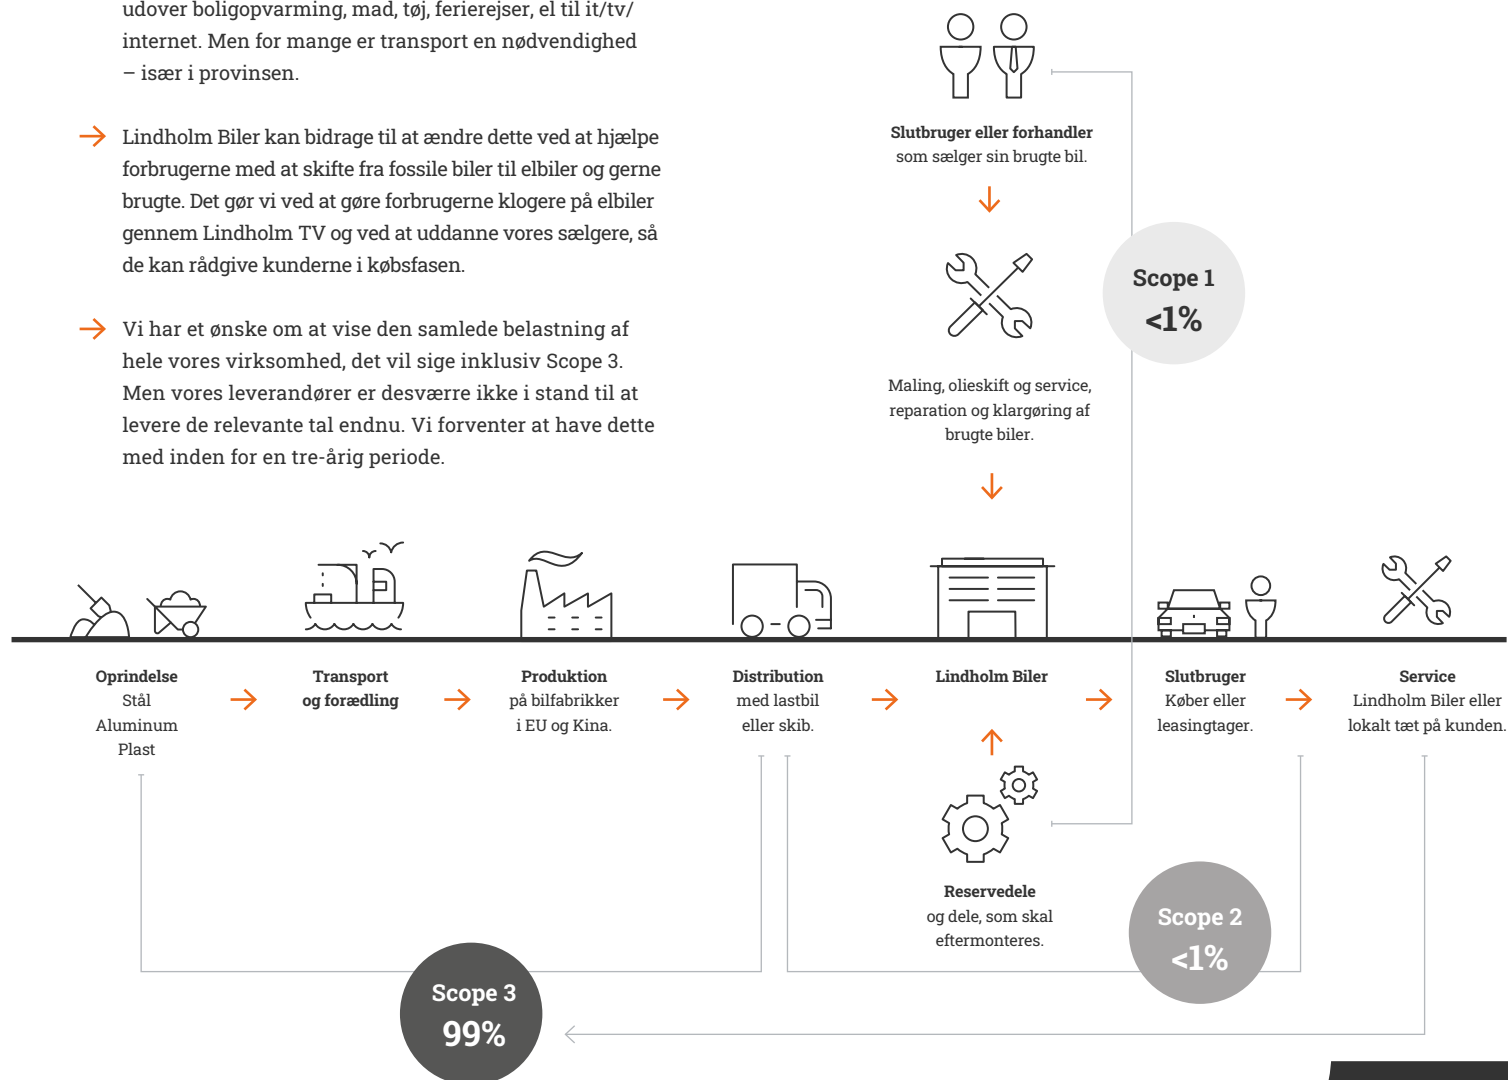 udover boligopvarming, mad, tøj, ferierejser, el til it/tv/
internet. Men for mange er transport en nødvendighed
– især i provinsen.
Lindholm Biler kan bidrage til at ændre dette ved at hjælpe
forbrugerne med at skifte fra fossile biler til elbiler og gerne
brugte. Det gør vi ved at gøre forbrugerne klogere på elbiler
gennem Lindholm TV og ved at uddanne vores sælgere, så
de kan rådgive kunderne i købsfasen.
Vi har et ønske om at vise den samlede belastning af
hele vores virksomhed, det vil sige inklusiv Scope 3.
Men vores leverandører er desværre ikke i stand til at
levere de relevante tal endnu. Vi forventer at have dette
med inden for en tre-årig periode.
Slutbruger eller forhandler
som sælger sin brugte bil.
Scope 1
<1%
Maling, olieskift og service,
reparation og klargøring af
brugte biler.
Oprindelse
Stål
Aluminum
Plast
Transport
og forædling
Produktion
på bilfabrikker
i EU og Kina.
Distribution
med lastbil
eller skib.
Lindholm Biler
Slutbruger
Køber eller
leasingtager.
Service
Lindholm Biler eller
lokalt tæt på kunden.
Reservedele
og dele, som skal
eftermonteres.
Scope 2
<1%
Scope 3
99%